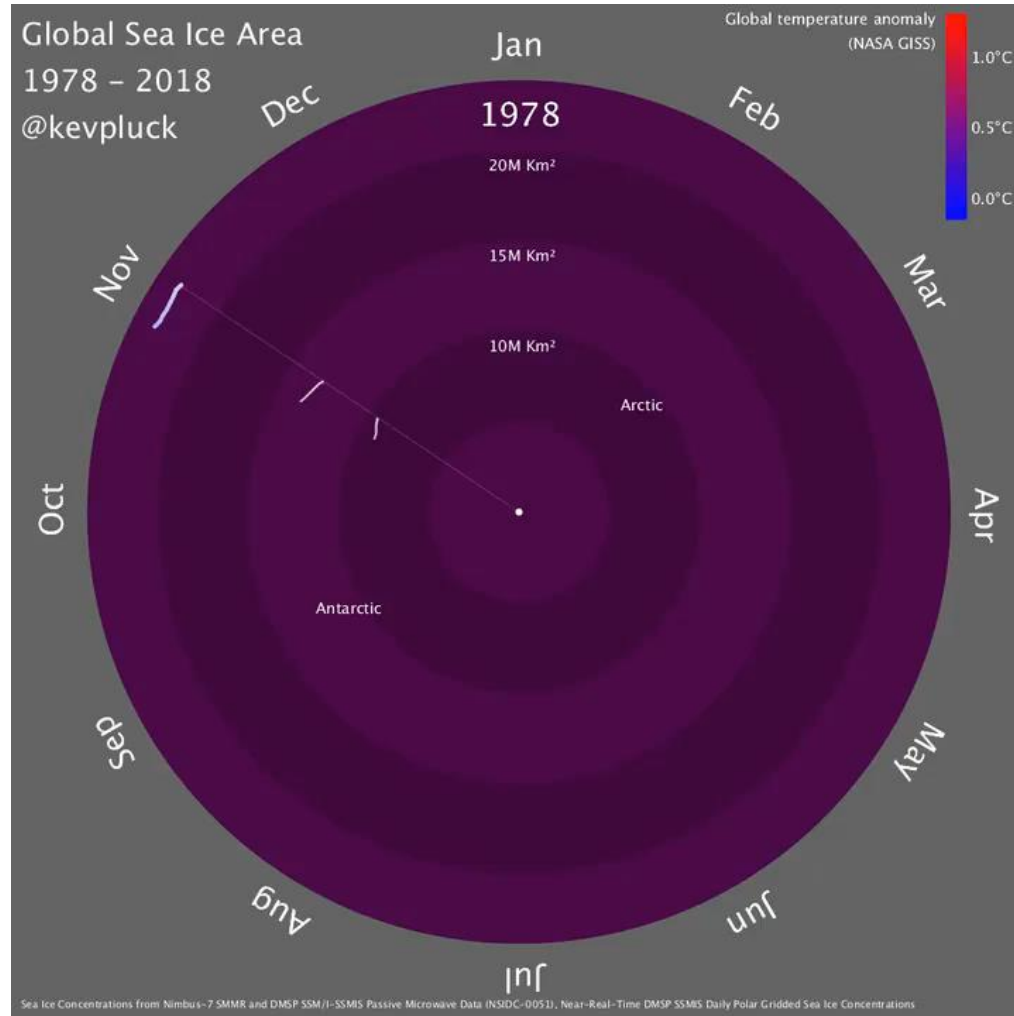 Global Sea Ice Area
1978 – 2018
@kevpluck
Global temperature anomaly
(NASA GISS)
1.0°C
0.5°C
0.0°C
Jan
Feb
Mar
Apr
May
Jun
Jul
Aug
Sep
Oct
Nov
Dec
1978
20M Km²
15M Km²
10M Km²
Arctic
Antarctic
Sea Ice Concentrations from Nimbus-7 SMMR and DMSP SSM/I-SSMIS Passive Microwave Data (NSIDC-0051), Near-Real-Time DMSP SSMIS Daily Polar Gridded Sea Ice Concentrations